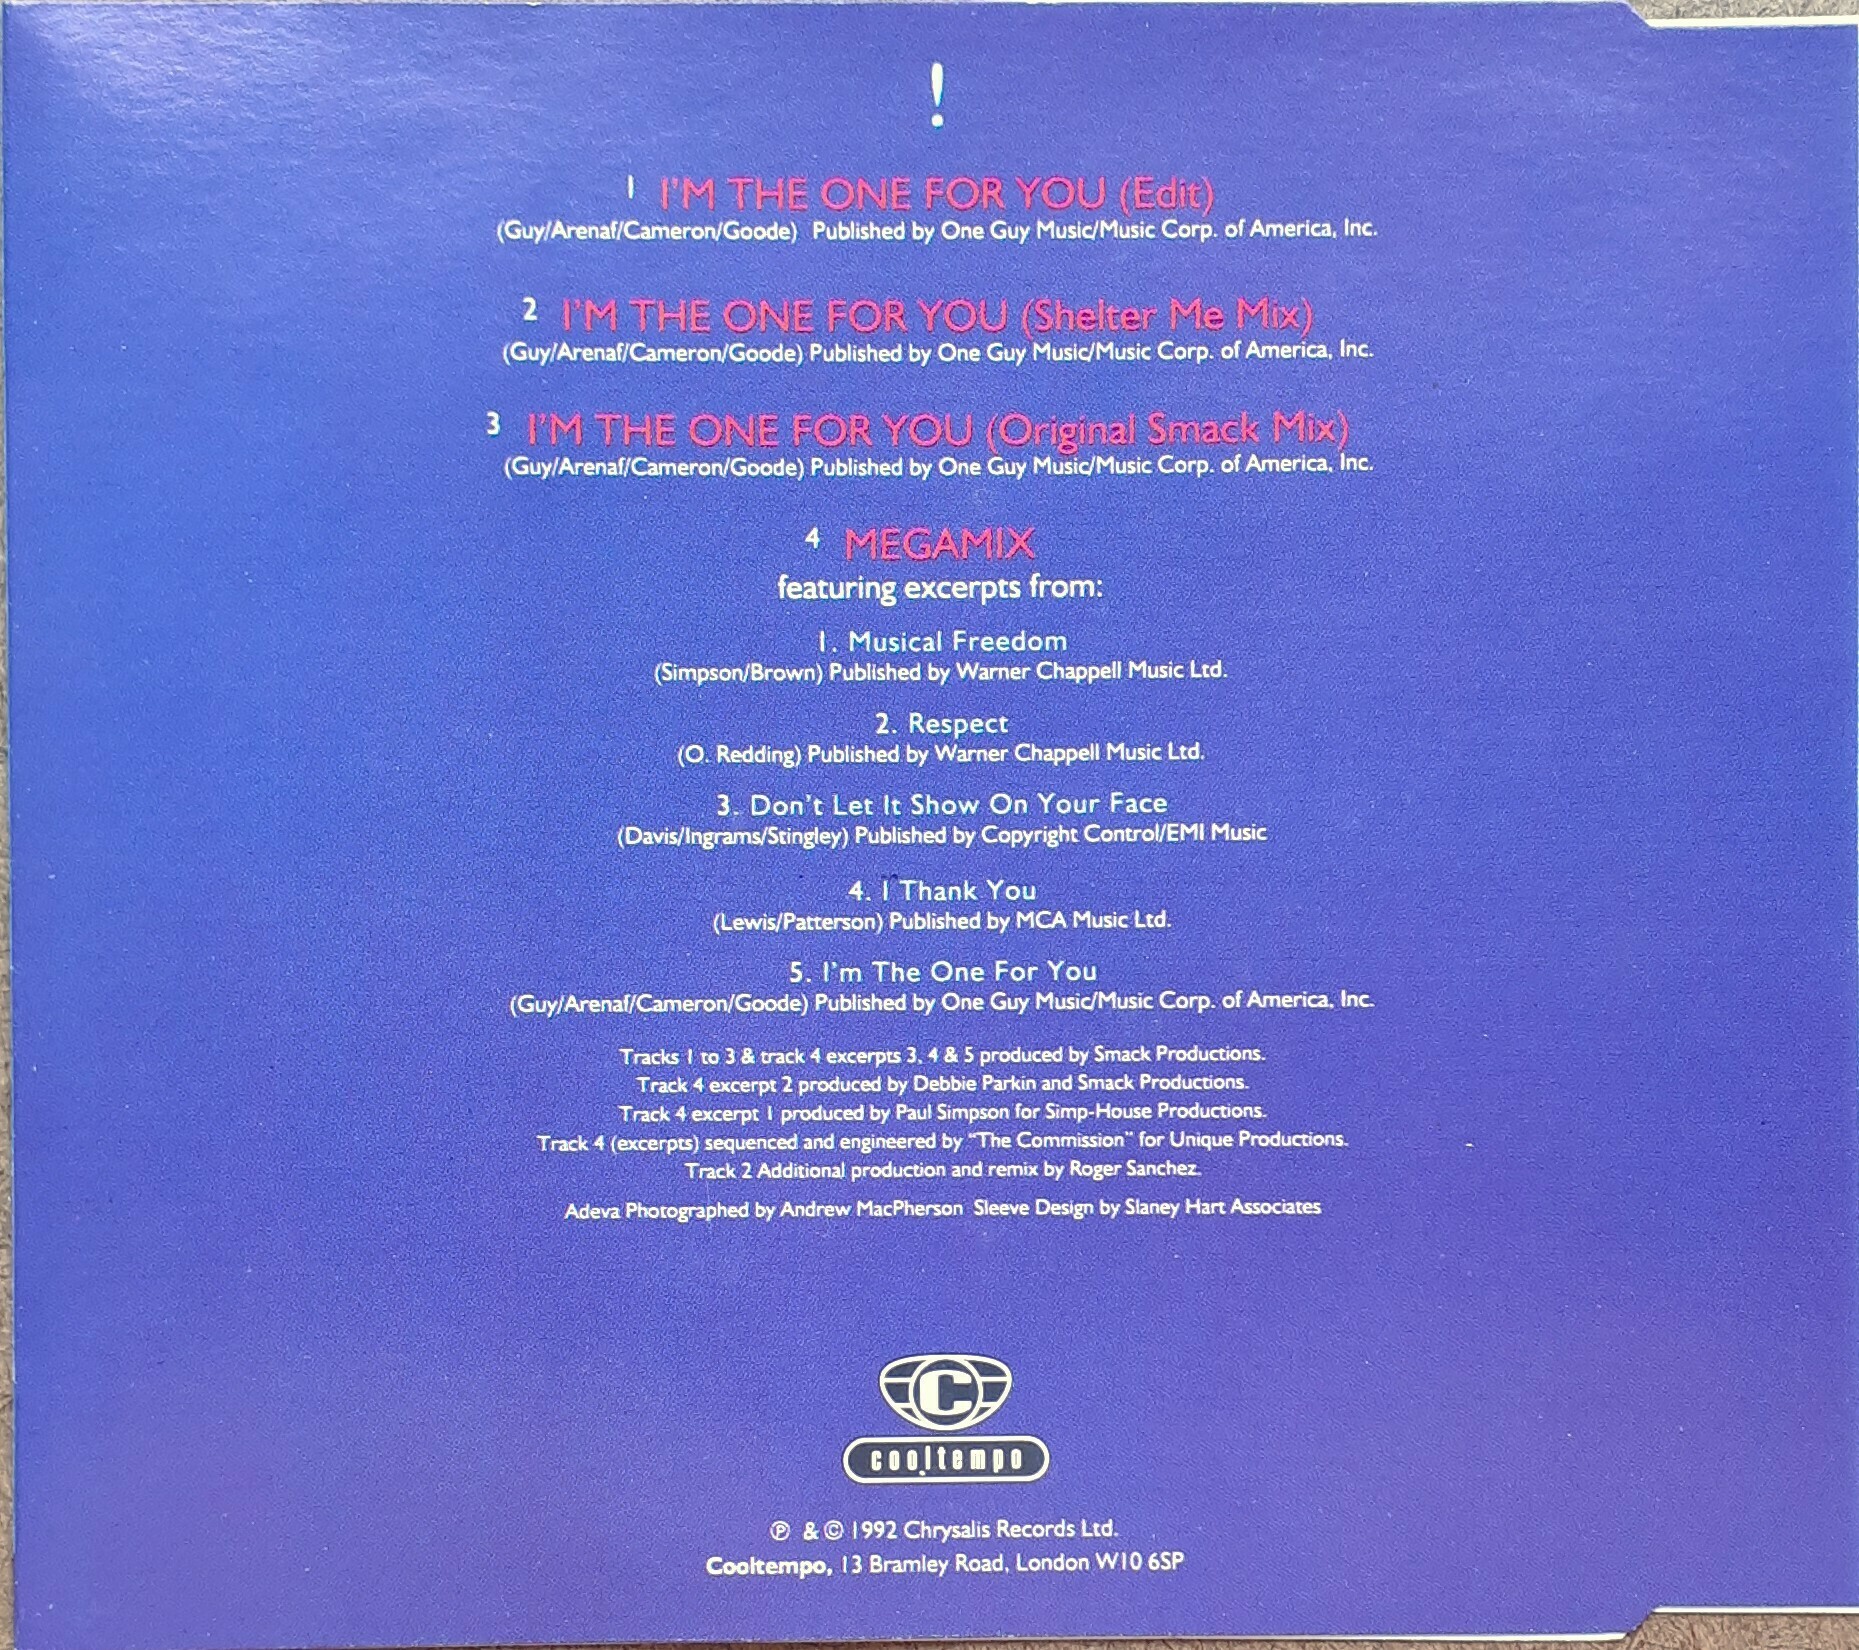 !
1 I'M THE ONE FOR YOU (Edit)
(Guy/Arenaf/Cameron/Goode) Published by One Guy Music/Music Corp. of America, Inc.
2 I'M THE ONE FOR YOU (Shelter Me Mix)
(Guy/Arenaf/Cameron/Goode) Published by One Guy Music/Music Corp. of America, Inc.
3 I'M THE ONE FOR YOU (Original Smack Mix)
(Guy/Arenaf/Cameron/Goode) Published by One Guy Music/Music Corp. of America, Inc.
4 MEGAMIX
featuring excerpts from:
1. Musical Freedom
(Simpson/Brown) Published by Warner Chappell Music Ltd.
2. Respect
(O. Redding) Published by Warner Chappell Music Ltd.
3. Don't Let It Show On Your Face
(Davis/Ingrams/Stingley) Published by Copyright Control/EMI Music
4. I Thank You
(Lewis/Patterson) Published by MCA Music Ltd.
5. I'm The One For You
(Guy/Arenaf/Cameron/Goode) Published by One Guy Music/Music Corp. of America, Inc.
Tracks 1 to 3 & track 4 excerpts 3, 4 & 5 produced by Smack Productions.
Track 4 excerpt 2 produced by Debbie Parkin and Smack Productions.
Track 4 excerpt 1 produced by Paul Simpson for Simp-House Productions.
Track 4 (excerpts) sequenced and engineered by "The Commission" for Unique Productions.
Track 2 Additional production and remix by Roger Sanchez.
Adeva Photographed by Andrew MacPherson Sleeve Design by Slaney Hart Associates
C
cooltempo
℗ & © 1992 Chrysalis Records Ltd.
Cooltempo, 13 Bramley Road, London W10 6SP